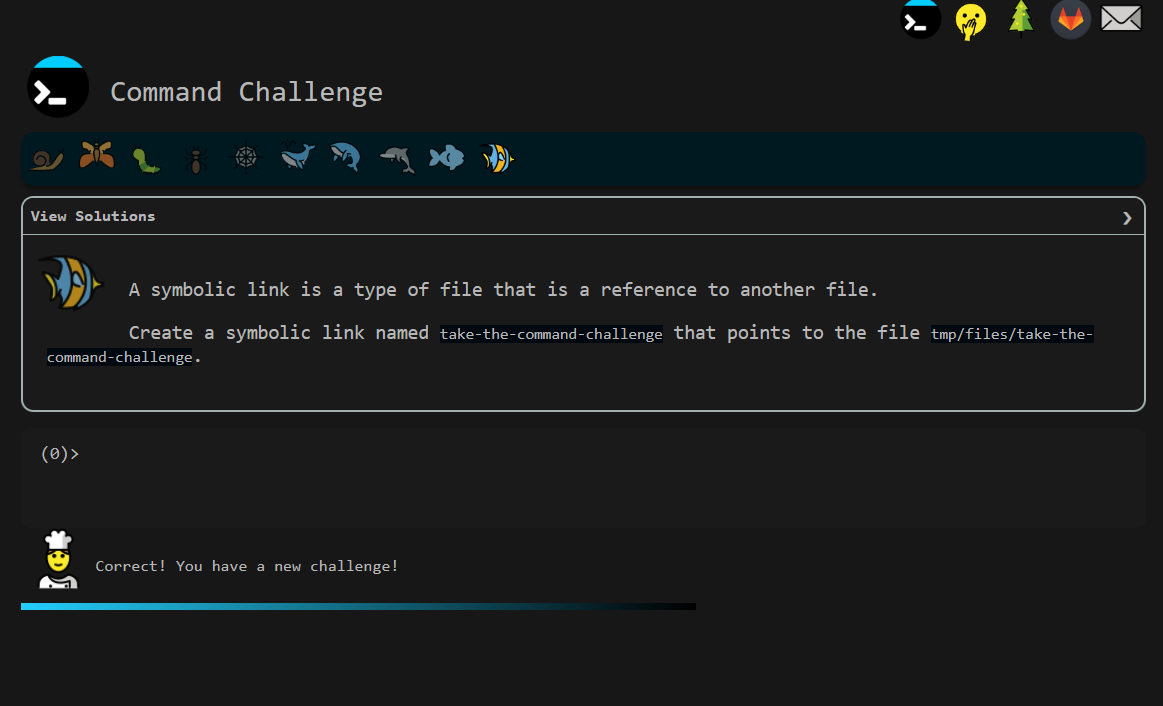 Command Challenge
View Solutions
A symbolic link is a type of file that is a reference to another file.
Create a symbolic link named take-the-command-challenge that points to the file tmp/files/take-the-
command-challenge.
(0)>
Correct! You have a new challenge!